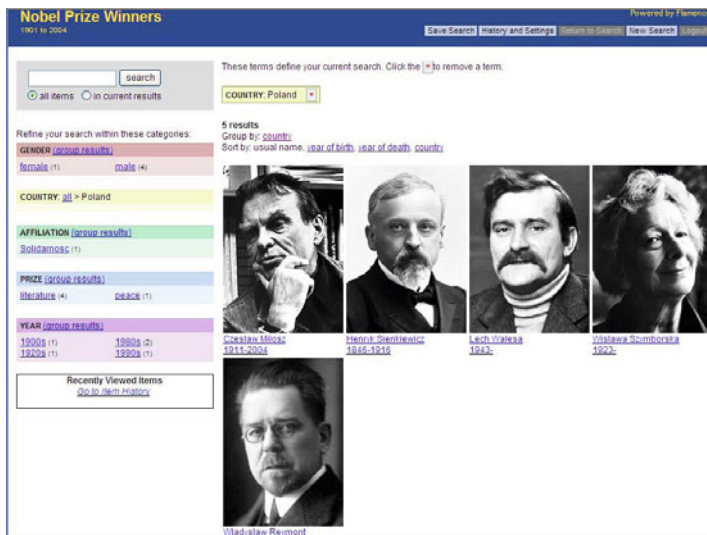 Nobel Prize Winners
1901 to 2004
Powered by Flamenco
Save Search History and Settings Return to Search New Search Logout
search
all items in current results
These terms define your current search. Click the x to remove a term.
COUNTRY: Poland x
Refine your search within these categories:
GENDER (group results)
female (1) male (4)
COUNTRY: all > Poland
AFFILIATION (group results)
Solidamosc (1)
PRIZE (group results)
literature (4) peace (1)
YEAR (group results)
1900s (1) 1980s (2)
1920s (1) 1990s (1)
Recently Viewed Items
Go to Item History
5 results
Group by: country
Sort by: usual name, year of birth, year of death, country
Czeslaw Milosz
1911-2004
Henryk Sienkiewicz
1846-1916
Lech Walesa
1943-
Wislawa Szymborska
1923-
Wladyslaw Reymont